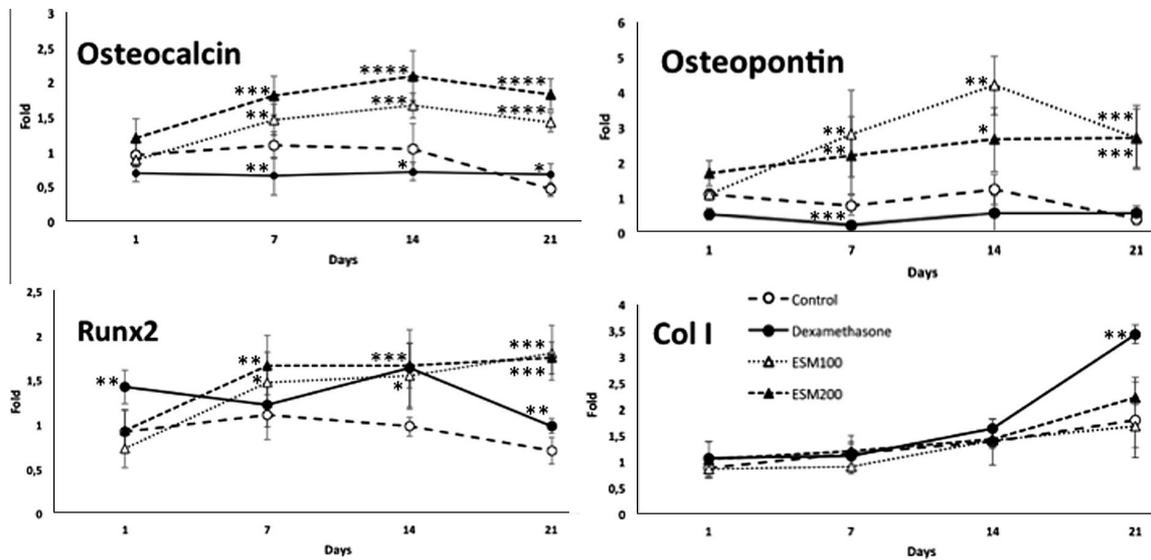 Osteocalcin
Fold
3
2,5
2
1,5
1
0,5
0
****
****
***
***
****
**
**
*
*
1 7 14 21
Days
Osteopontin
Fold
6
5
4
3
2
1
0
**
**
***
**
*
***
***
1 7 14 21
Days
Runx2
Fold
2,5
2
1,5
1
0,5
0
**
**
*
***
*
***
***
**
1 7 14 21
Days
Col I
4
3,5
3
2,5
2
1,5
1
0,5
0
Control
Dexamethasone
ESM100
ESM200
**
1 7 14 21
Days